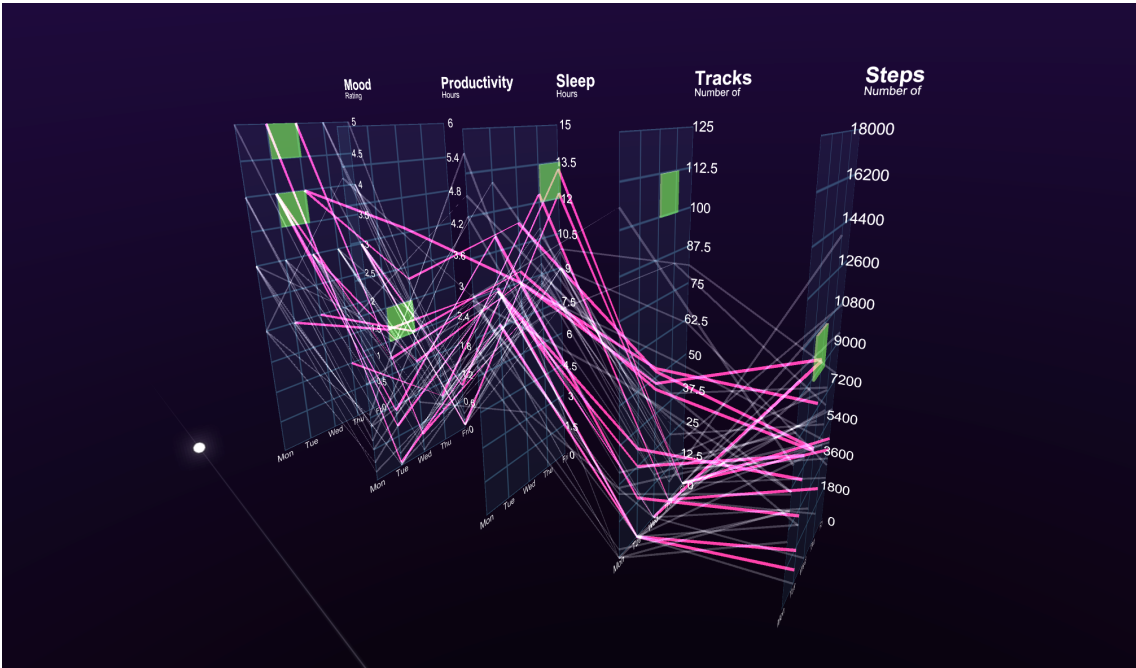 Mood
Rating
Productivity
Hours
Sleep
Hours
Tracks
Number of
Steps
Number of
5
4.5
4
3.5
3
2.5
2
1.5
1
0.5
0
Mon
Tue
Wed
Thu
Fri
6
5.4
4.8
4.2
3.6
3
2.4
1.8
1.2
0.6
0
Mon
Tue
Wed
Thu
Fri
15
13.5
12
10.5
9
7.5
6
4.5
3
1.5
0
Mon
Tue
Wed
Thu
Fri
125
112.5
100
87.5
75
62.5
50
37.5
25
12.5
0
Mon
Tue
Wed
18000
16200
14400
12600
10800
9000
7200
5400
3600
1800
0